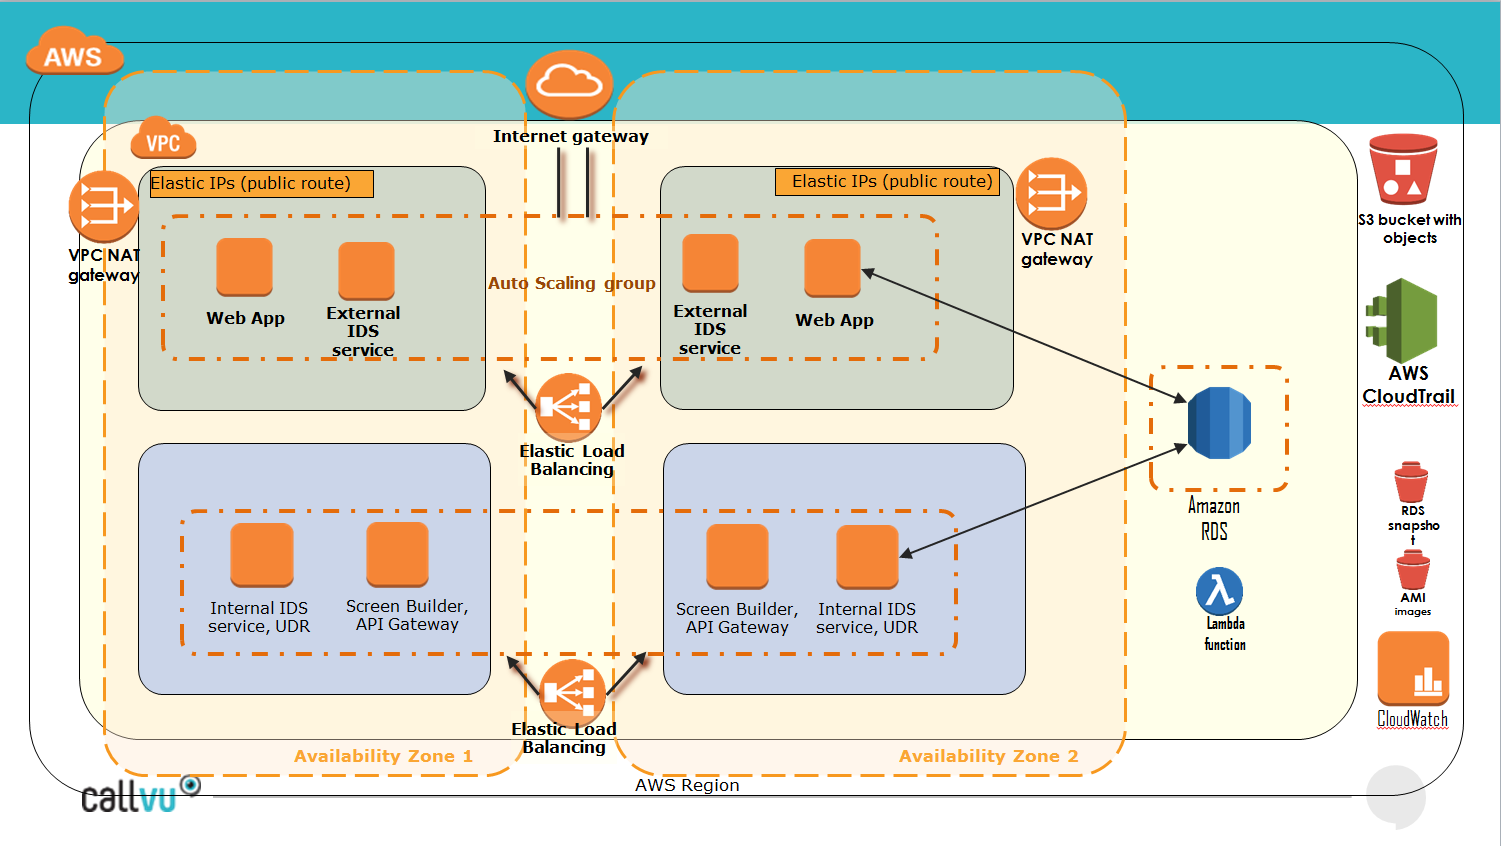 AWS
Internet gateway
VPC
Elastic IPs (public route)
Elastic IPs (public route)
VPC NAT
gateway
VPC NAT
gateway
S3 bucket with
objects
Auto Scaling group
Web App
External
IDS
service
External
IDS
service
Web App
AWS
CloudTrail
Elastic Load
Balancing
Amazon
RDS
RDS
snapsho
t
Internal IDS
service, UDR
Screen Builder,
API Gateway
Screen Builder,
API Gateway
Internal IDS
service, UDR
λ
Lambda
function
AMI
images
CloudWatch
Elastic Load
Balancing
Availability Zone 1
Availability Zone 2
AWS Region
callvu